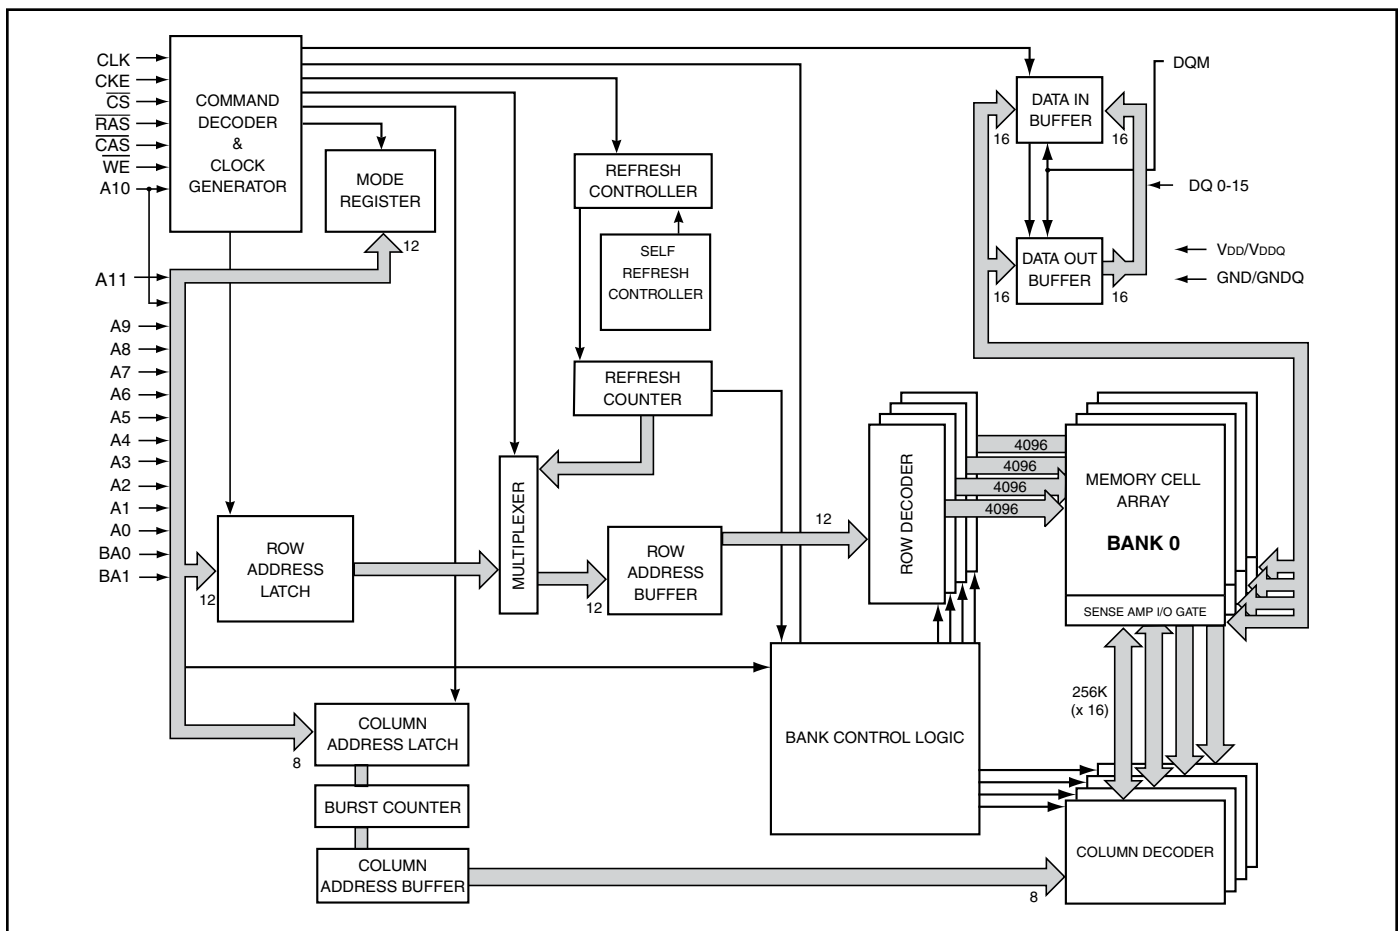 CLK
CKE
CS
RAS
CAS
WE
A10
A11
A9
A8
A7
A6
A5
A4
A3
A2
A1
A0
BA0
BA1
COMMAND
DECODER
&
CLOCK
GENERATOR
MODE
REGISTER
12
REFRESH
CONTROLLER
SELF
REFRESH
CONTROLLER
REFRESH
COUNTER
MULTIPLEXER
ROW
ADDRESS
LATCH
12
ROW
ADDRESS
BUFFER
12
12
COLUMN
ADDRESS LATCH
8
BURST COUNTER
COLUMN
ADDRESS BUFFER
8
BANK CONTROL LOGIC
ROW DECODER
4096
4096
4096
4096
MEMORY CELL
ARRAY
BANK 0
SENSE AMP I/O GATE
256K
(x 16)
COLUMN DECODER
DATA IN
BUFFER
16
16
DATA OUT
BUFFER
16
16
DQM
DQ 0-15
VDD/VDDQ
GND/GNDQ